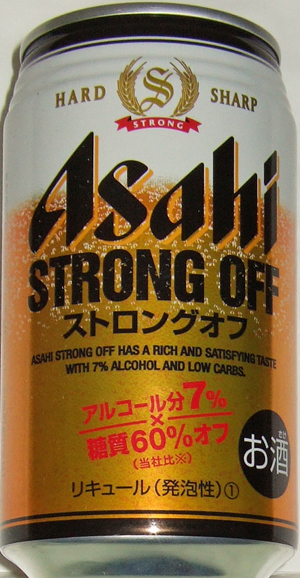 HARD S SHARP
STRONG
Asahi
STRONG OFF
ストロングオフ
ASAHI STRONG OFF HAS A RICH AND SATISFYING TASTE
WITH 7% ALCOHOL AND LOW CARBS.
アルコール分7%
×
糖質60%オフ
(当社比※)
さけ
お酒
リキュール(発泡性)①